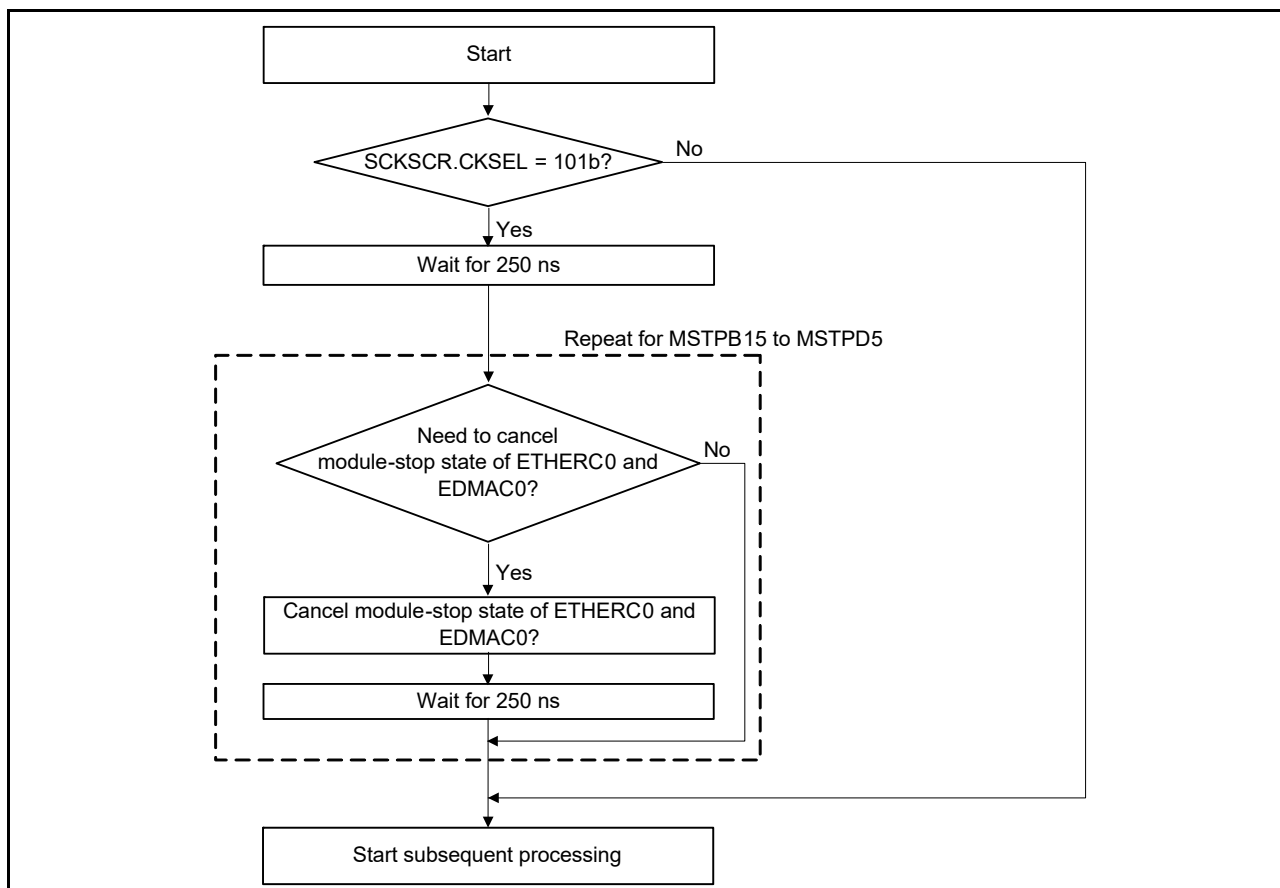 Start
SCKSCR.CKSEL = 101b?
No
Yes
Wait for 250 ns
Repeat for MSTPB15 to MSTPD5
Need to cancel
module-stop state of ETHERC0 and
EDMAC0?
No
Yes
Cancel module-stop state of ETHERC0 and
EDMAC0?
Wait for 250 ns
Start subsequent processing